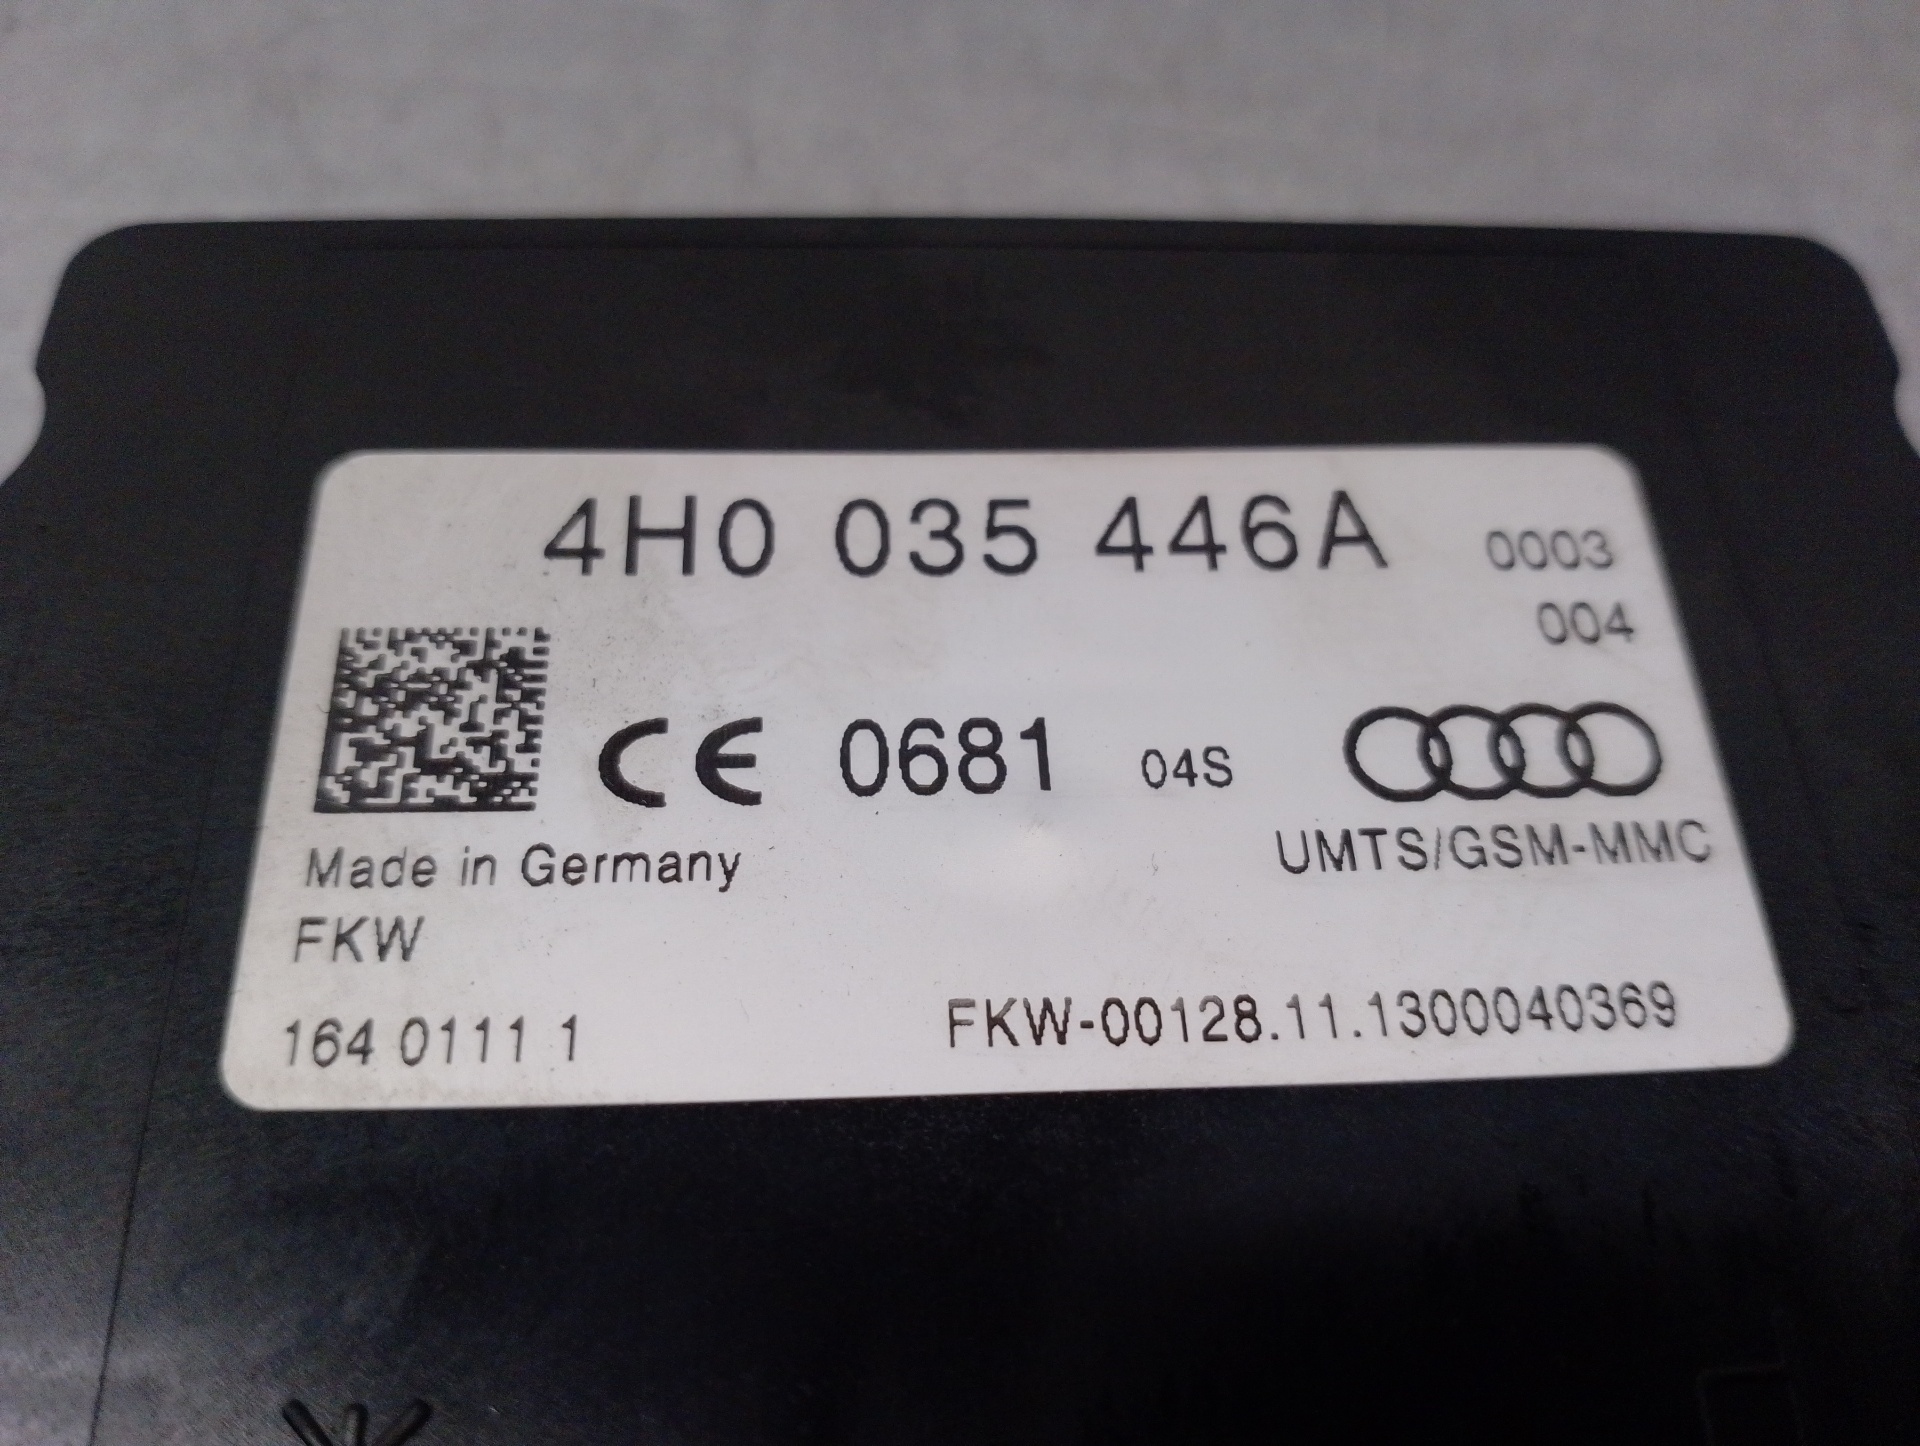 4H0 035 446A 0003
004
CE 0681 04S
UMTS/GSM-MMC
Made in Germany
FKW
164 0111 1
FKW-00128.11.1300040369